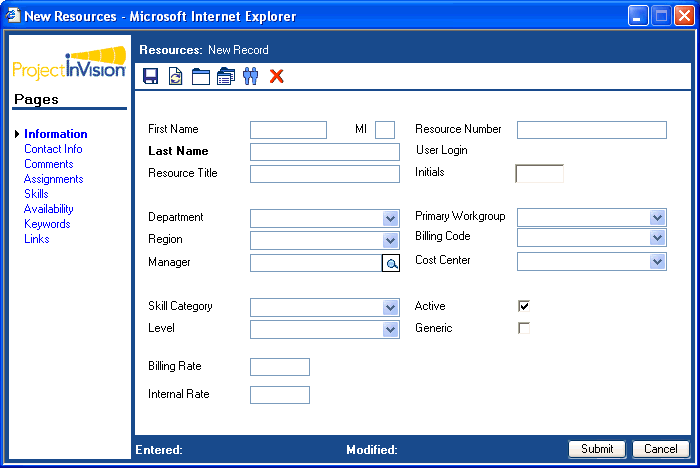 New Resources - Microsoft Internet Explorer
ProjectinVision
Pages
Information
Contact Info
Comments
Assignments
Skills
Availability
Keywords
Links
Resources: New Record
First Name MI Resource Number
Last Name User Login
Resource Title Initials
Department Primary Workgroup
Region Billing Code
Manager Cost Center
Skill Category Active
Level Generic
Billing Rate
Internal Rate
Entered: Modified: Submit Cancel